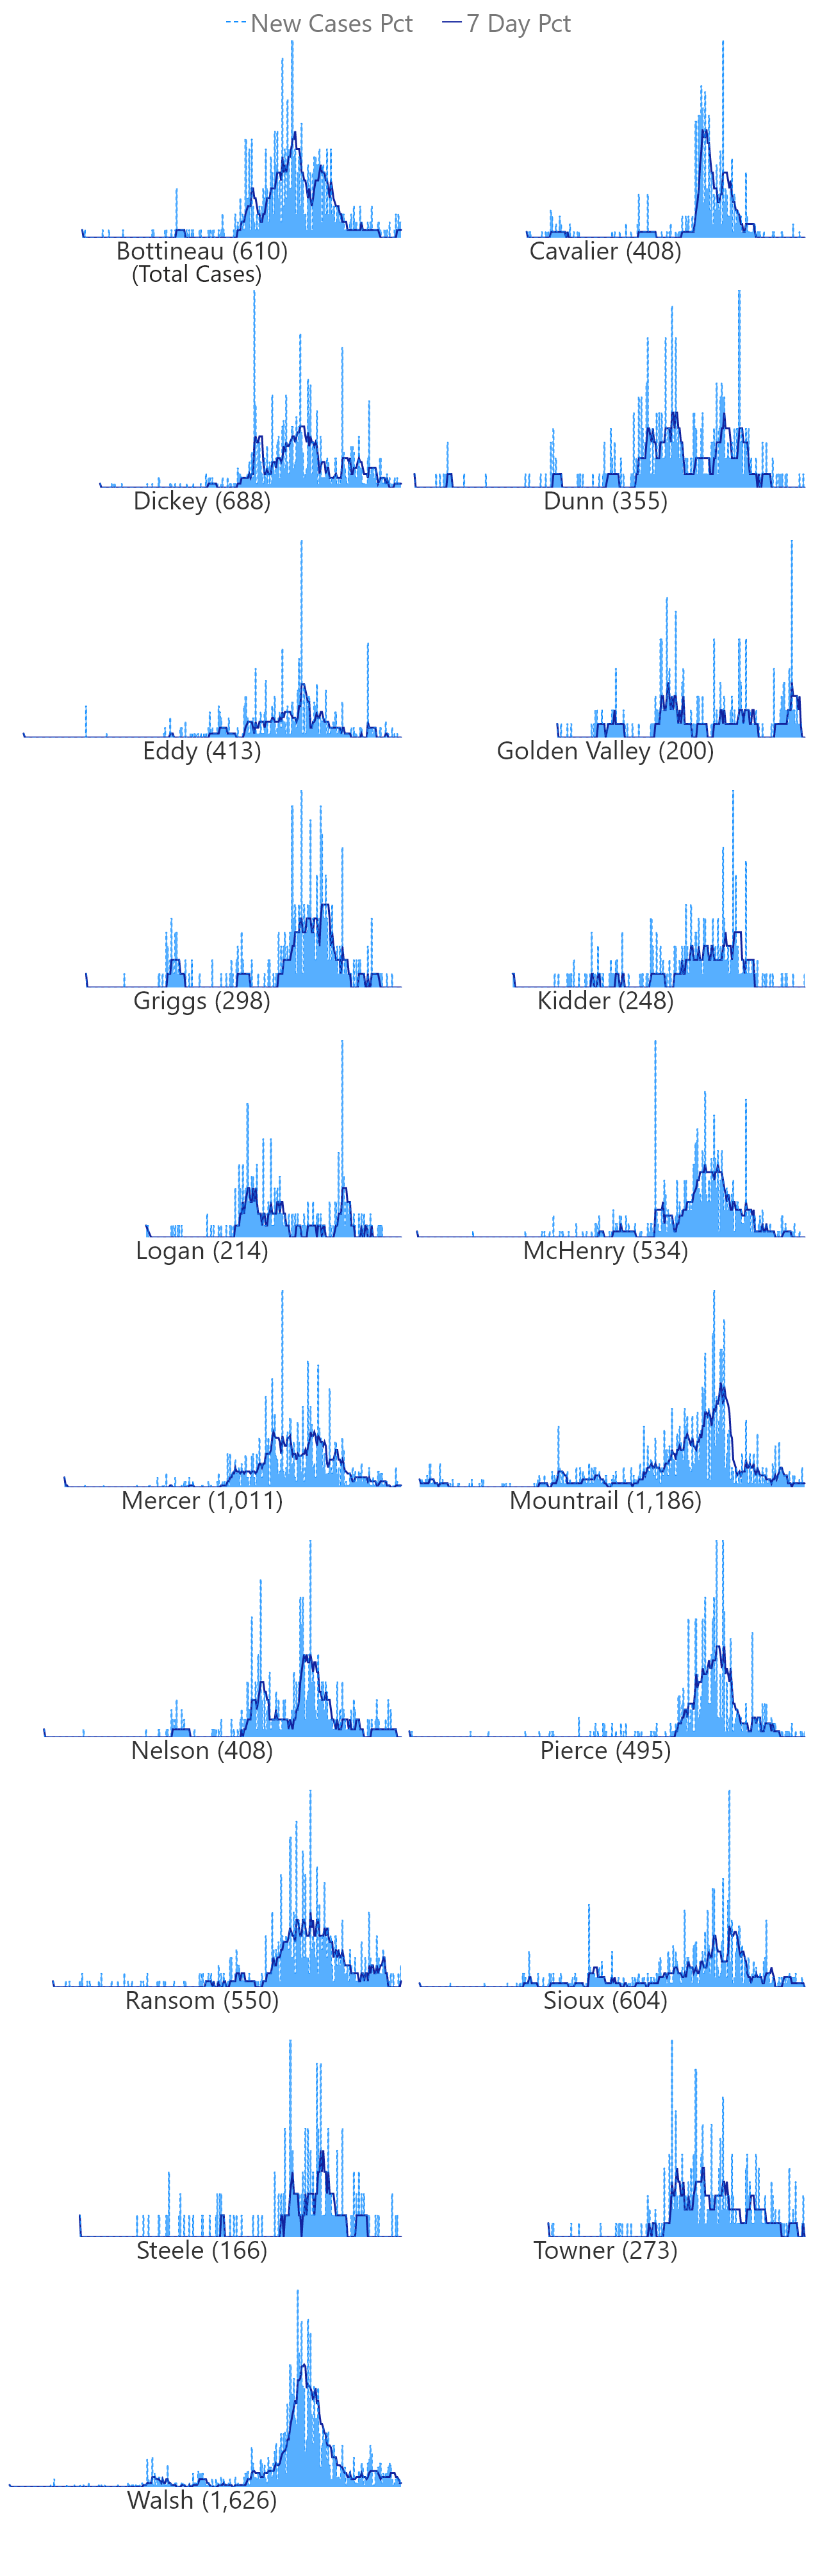 New Cases Pct 7 Day Pct
Bottineau (610) Cavalier (408)
(Total Cases)
Dickey (688) Dunn (355)
Eddy (413) Golden Valley (200)
Griggs (298) Kidder (248)
Logan (214) McHenry (534)
Mercer (1,011) Mountrail (1,186)
Nelson (408) Pierce (495)
Ransom (550) Sioux (604)
Steele (166) Towner (273)
Walsh (1,626)